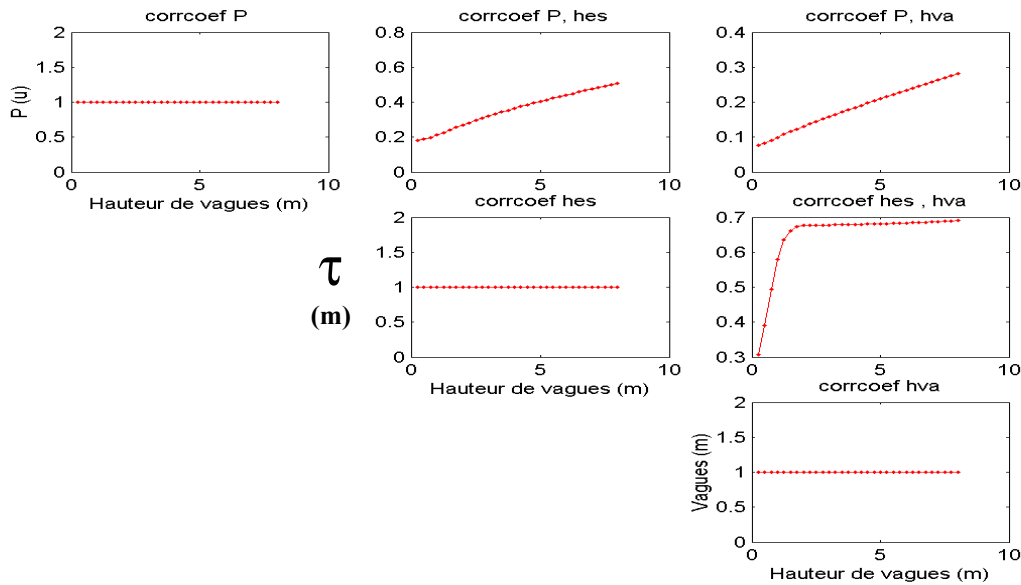 corrcoef P
2
1.5
1
0.5
0
P (u)
0 5 10
Hauteur de vagues (m)
corrcoef P, hes
0.8
0.6
0.4
0.2
0
0 5 10
corrcoef P, hva
0.4
0.3
0.2
0.1
0
0 5 10
τ
(m)
corrcoef hes
2
1.5
1
0.5
0
0 5 10
Hauteur de vagues (m)
corrcoef hes , hva
0.7
0.6
0.5
0.4
0.3
0 5 10
corrcoef hva
2
1.5
1
0.5
0
Vagues (m)
0 5 10
Hauteur de vagues (m)